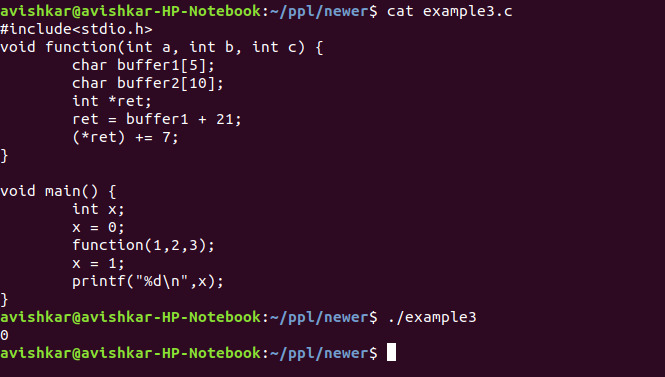 avishkar@avishkar-HP-Notebook:~/ppl/newer$ cat example3.c
#include<stdio.h>
void function(int a, int b, int c) {
        char buffer1[5];
        char buffer2[10];
        int *ret;
        ret = buffer1 + 21;
        (*ret) += 7;
}

void main() {
        int x;
        x = 0;
        function(1,2,3);
        x = 1;
        printf("%d\n",x);
}
avishkar@avishkar-HP-Notebook:~/ppl/newer$ ./example3
0
avishkar@avishkar-HP-Notebook:~/ppl/newer$